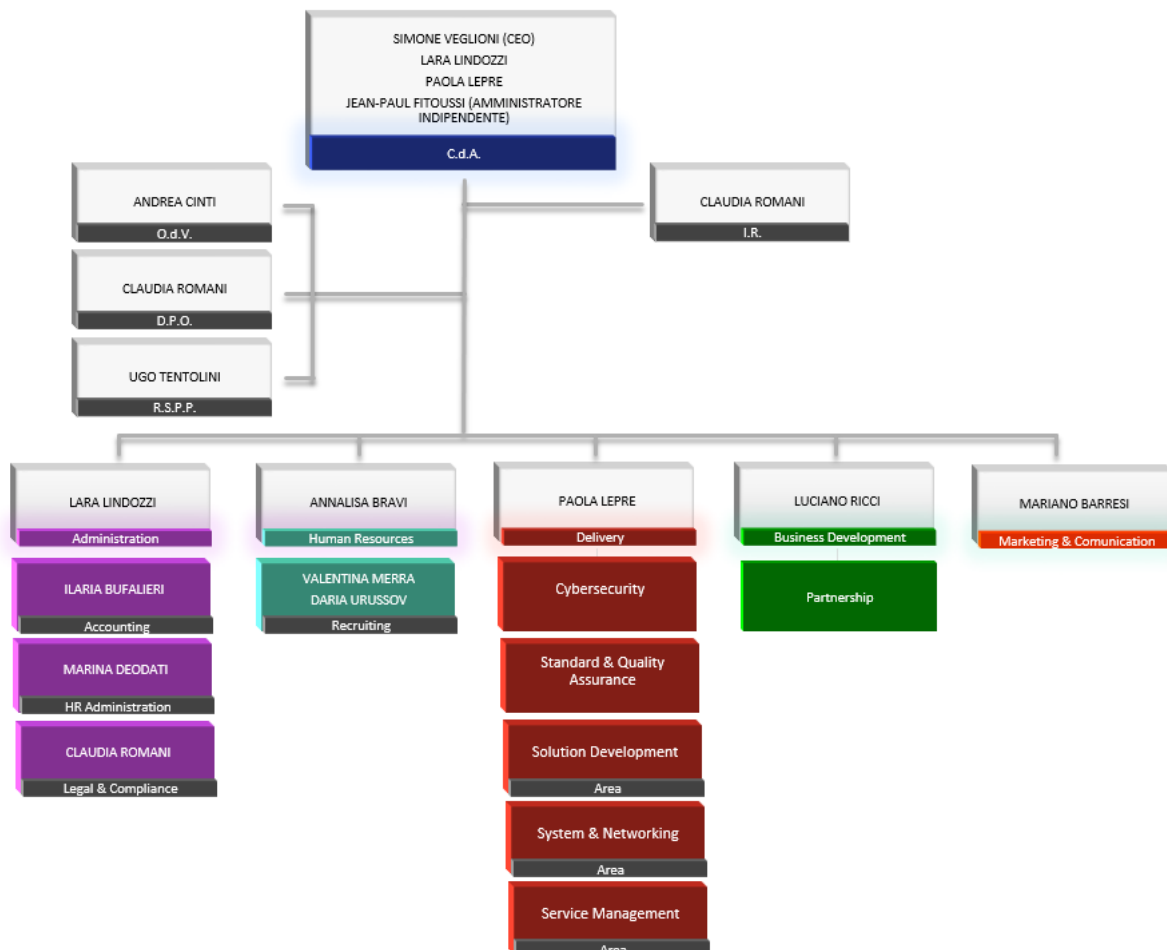 SIMONE VEGLIONI (CEO)
LARA LINDOZZI
PAOLA LEPRE
JEAN-PAUL FITOUSSI (AMMINISTRATORE
INDIPENDENTE)
C.d.A.
ANDREA CINTI
O.d.V.
CLAUDIA ROMANI
I.R.
CLAUDIA ROMANI
D.P.O.
UGO TENTOLINI
R.S.P.P.
LARA LINDOZZI
Administration
ILARIA BUFALIERI
Accounting
MARINA DEODATI
HR Administration
CLAUDIA ROMANI
Legal & Compliance
ANNALISA BRAVI
Human Resources
VALENTINA MERRA
DARIA URUSSOV
Recruiting
PAOLA LEPRE
Delivery
Cybersecurity
Standard & Quality
Assurance
Solution Development
Area
System & Networking
Area
Service Management
Area
LUCIANO RICCI
Business Development
Partnership
MARIANO BARRESI
Marketing & Comunication